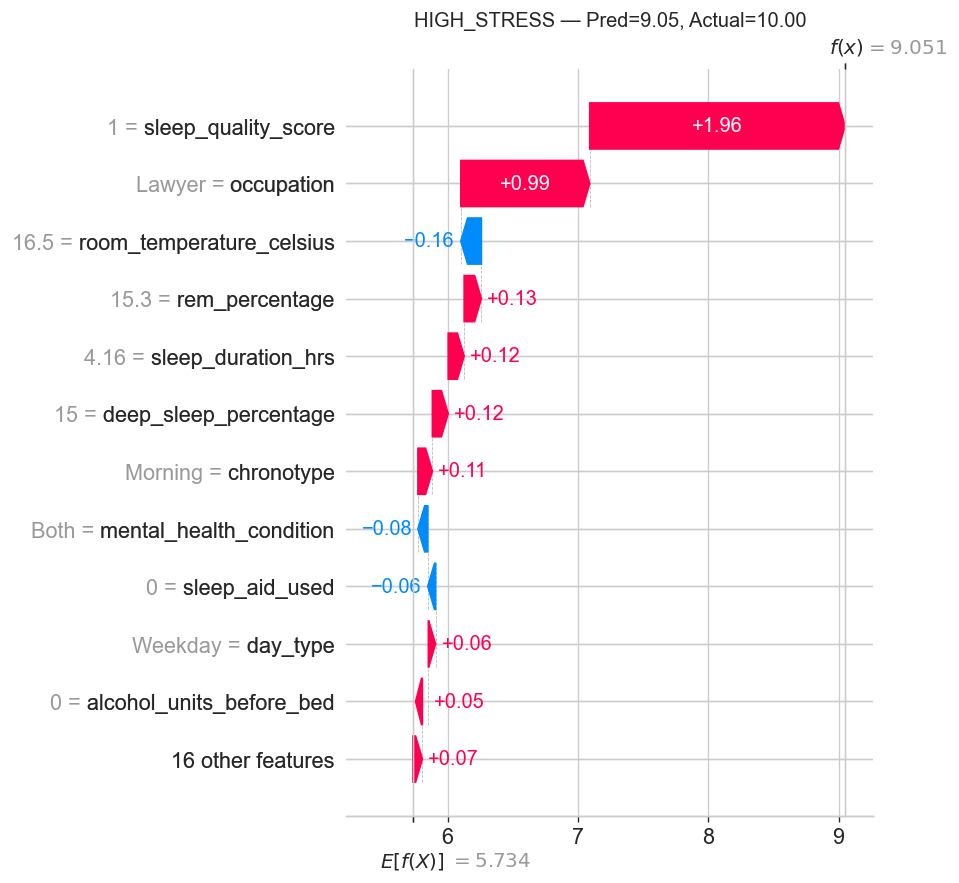 HIGH_STRESS — Pred=9.05, Actual=10.00
f(x) = 9.051
1 = sleep_quality_score +1.96
Lawyer = occupation +0.99
16.5 = room_temperature_celsius −0.16
15.3 = rem_percentage +0.13
4.16 = sleep_duration_hrs +0.12
15 = deep_sleep_percentage +0.12
Morning = chronotype +0.11
Both = mental_health_condition −0.08
0 = sleep_aid_used −0.06
Weekday = day_type +0.06
0 = alcohol_units_before_bed +0.05
16 other features +0.07
6 7 8 9
E[f(X)] = 5.734